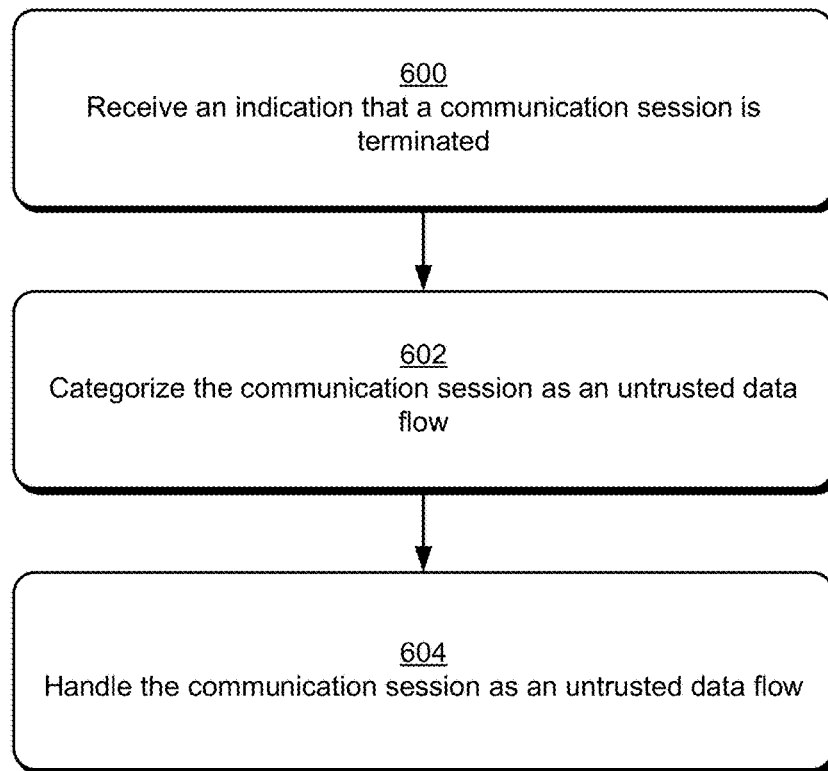 600
Receive an indication that a communication session is
terminated
602
Categorize the communication session as an untrusted data
flow
604
Handle the communication session as an untrusted data flow